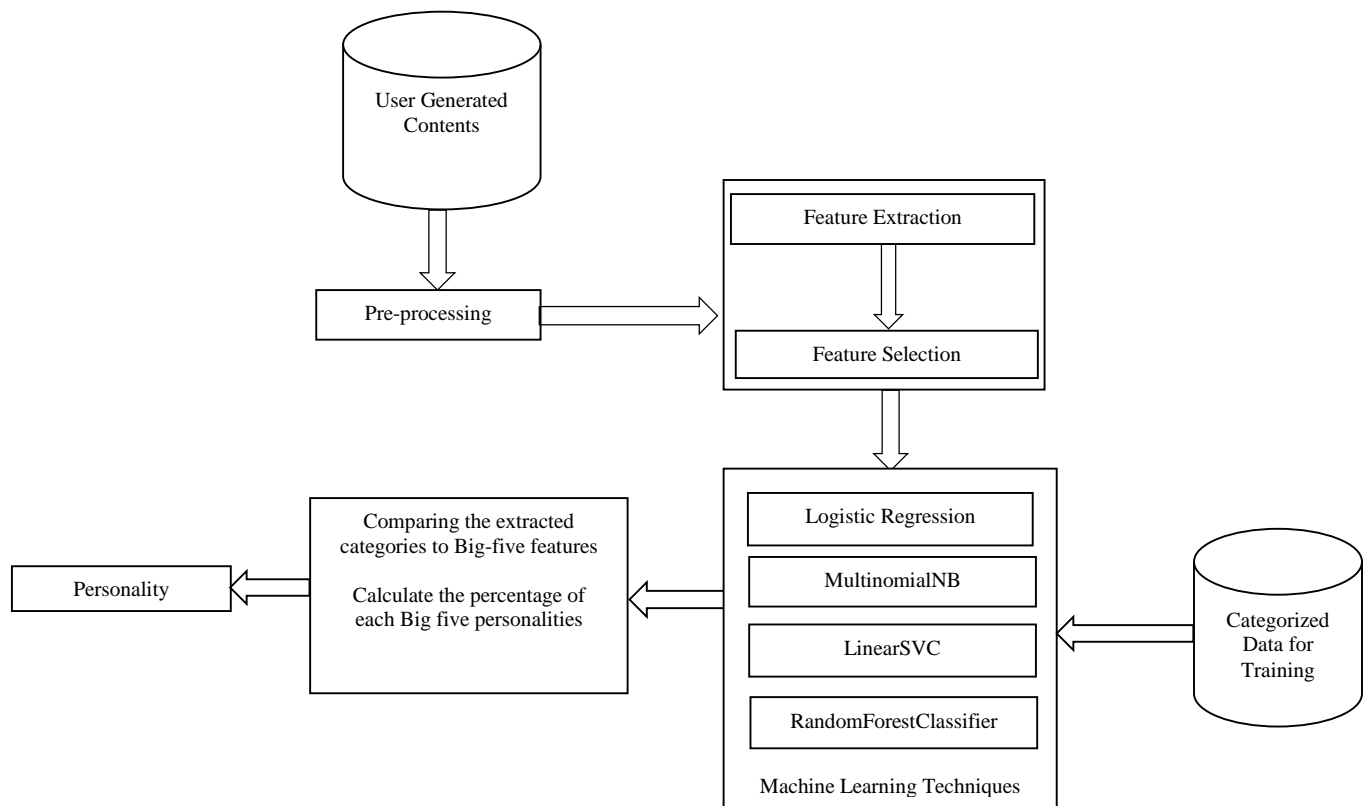 User Generated
Contents
Feature Extraction
Pre-processing
Feature Selection
Logistic Regression
MultinomialNB
LinearSVC
RandomForestClassifier
Machine Learning Techniques
Categorized
Data for
Training
Comparing the extracted
categories to Big-five features
Calculate the percentage of
each Big five personalities
Personality